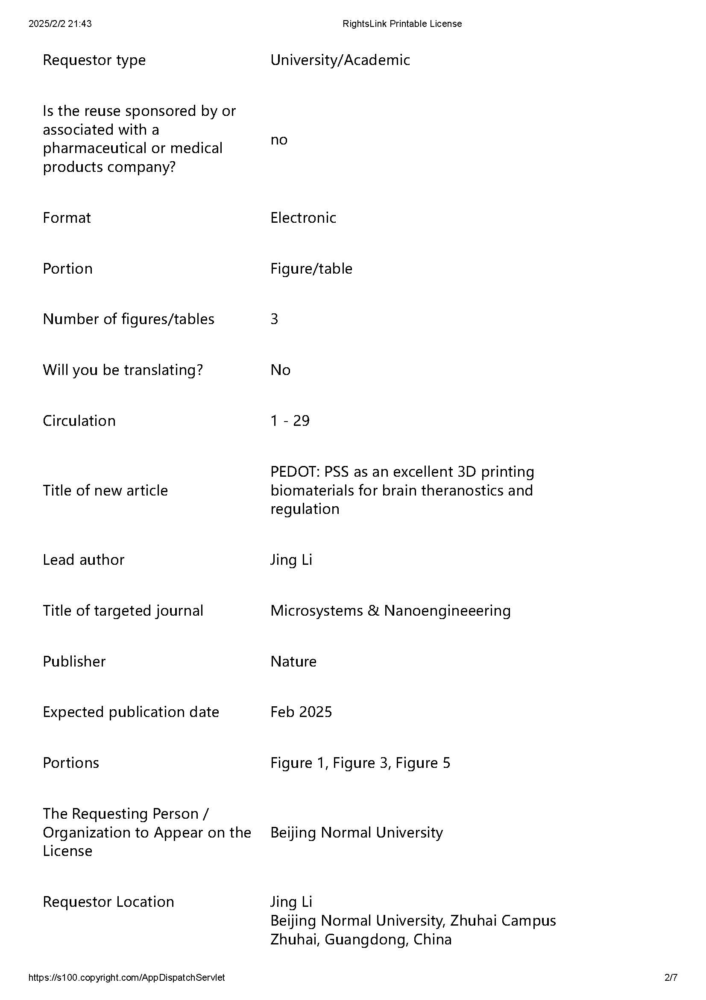 2025/2/2 21:43 RightsLink Printable License
Requestor type University/Academic
Is the reuse sponsored by or
associated with a
pharmaceutical or medical
products company?
no
Format Electronic
Portion Figure/table
Number of figures/tables 3
Will you be translating? No
Circulation 1 - 29
Title of new article
PEDOT: PSS as an excellent 3D printing
biomaterials for brain theranostics and
regulation
Lead author Jing Li
Title of targeted journal Microsystems & Nanoengineeering
Publisher Nature
Expected publication date Feb 2025
Portions Figure 1, Figure 3, Figure 5
The Requesting Person /
Organization to Appear on the
License
Beijing Normal University
Requestor Location Jing Li
Beijing Normal University, Zhuhai Campus
Zhuhai, Guangdong, China
https://s100.copyright.com/AppDispatchServlet 2/7